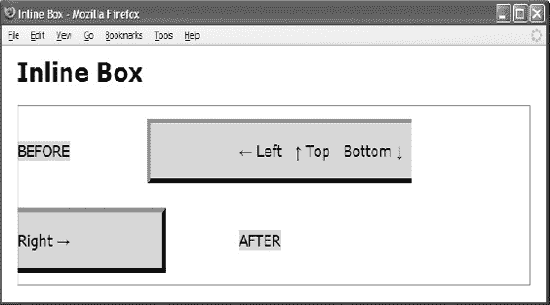 Inline Box - Mozilla Firefox
File Edit View Go Bookmarks Tools Help
Inline Box
BEFORE ← Left ↑ Top Bottom ↓
Right → AFTER